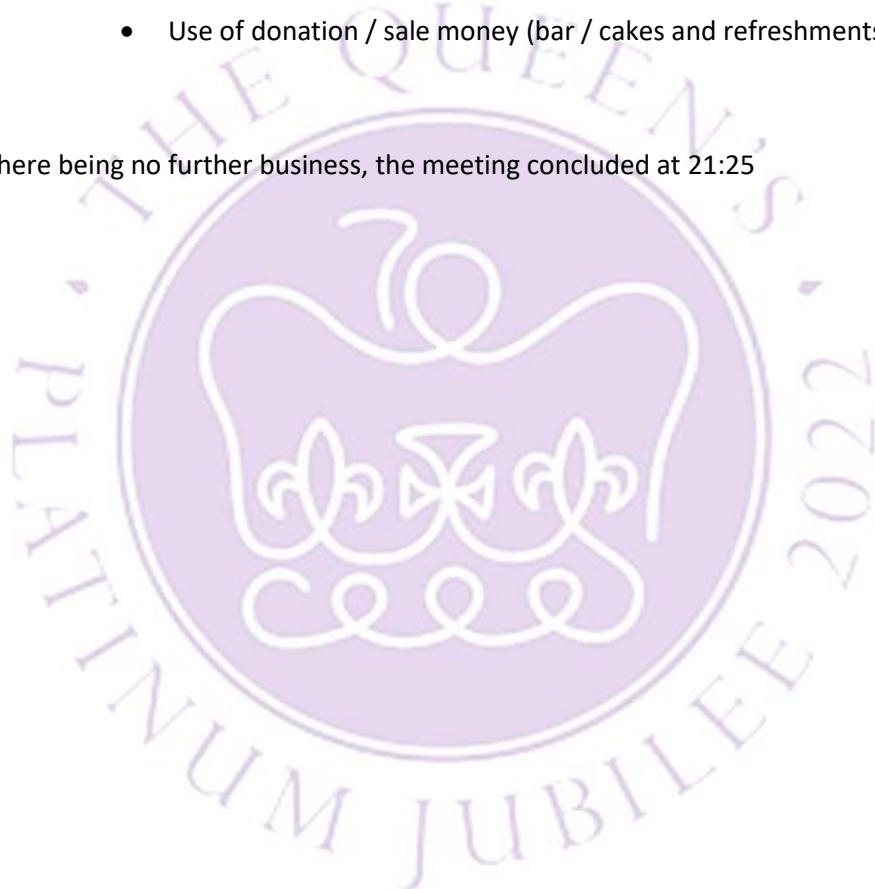 • Use of donation / sale money (bar / cakes and refreshments
here being no further business, the meeting concluded at 21:25
THE QUEEN'S
PLATINUM JUBILEE 2022
70